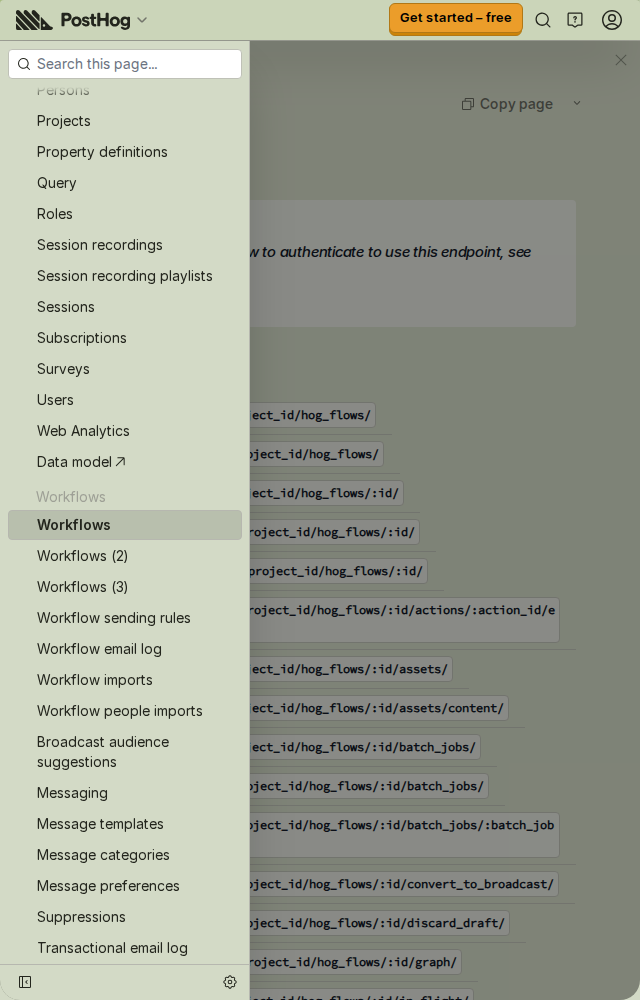 PostHog
Get started – free
Search this page...
Persons
Projects
Property definitions
Query
Roles
Session recordings
Session recording playlists
Sessions
Subscriptions
Surveys
Users
Web Analytics
Data model
Workflows
Workflows
Workflows (2)
Workflows (3)
Workflow sending rules
Workflow email log
Workflow imports
Workflow people imports
Broadcast audience
suggestions
Messaging
Message templates
Message categories
Message preferences
Suppressions
Transactional email log
Copy page
to authenticate to use this endpoint, see
ect_id/hog_flows/
ject_id/hog_flows/
ect_id/hog_flows/:id/
roject_id/hog_flows/:id/
project_id/hog_flows/:id/
roject_id/hog_flows/:id/actions/:action_id/e
ect_id/hog_flows/:id/assets/
ject_id/hog_flows/:id/assets/content/
ect_id/hog_flows/:id/batch_jobs/
ject_id/hog_flows/:id/batch_jobs/
ject_id/hog_flows/:id/batch_jobs/:batch_job
ject_id/hog_flows/:id/convert_to_broadcast/
ject_id/hog_flows/:id/discard_draft/
roject_id/hog_flows/:id/graph/